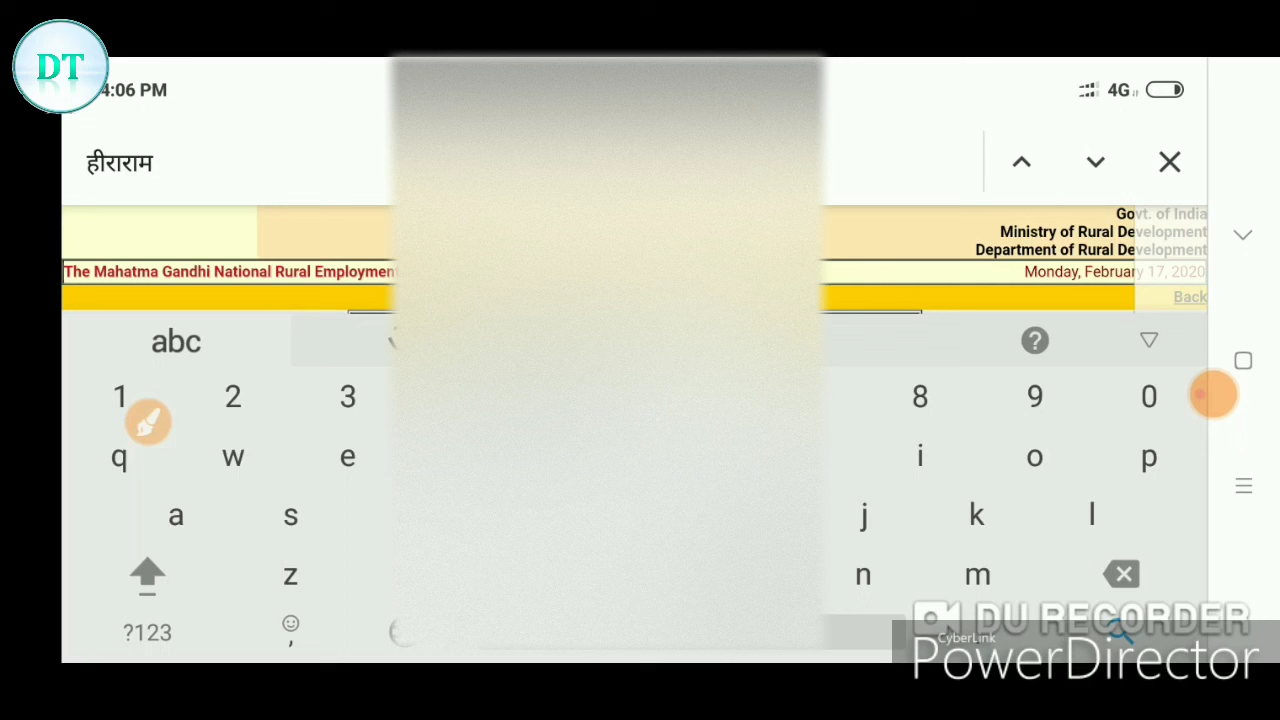 DT
4:06 PM
4G
हीराराम
Govt. of India
Ministry of Rural Development
Department of Rural Development
The Mahatma Gandhi National Rural Employmen
Monday, February 17, 2020
Back
abc
?
1 2 3 8 9 0
q w e i o p
a s j k l
z n m
?123 ,
DU RECORDER
CyberLink
PowerDirector